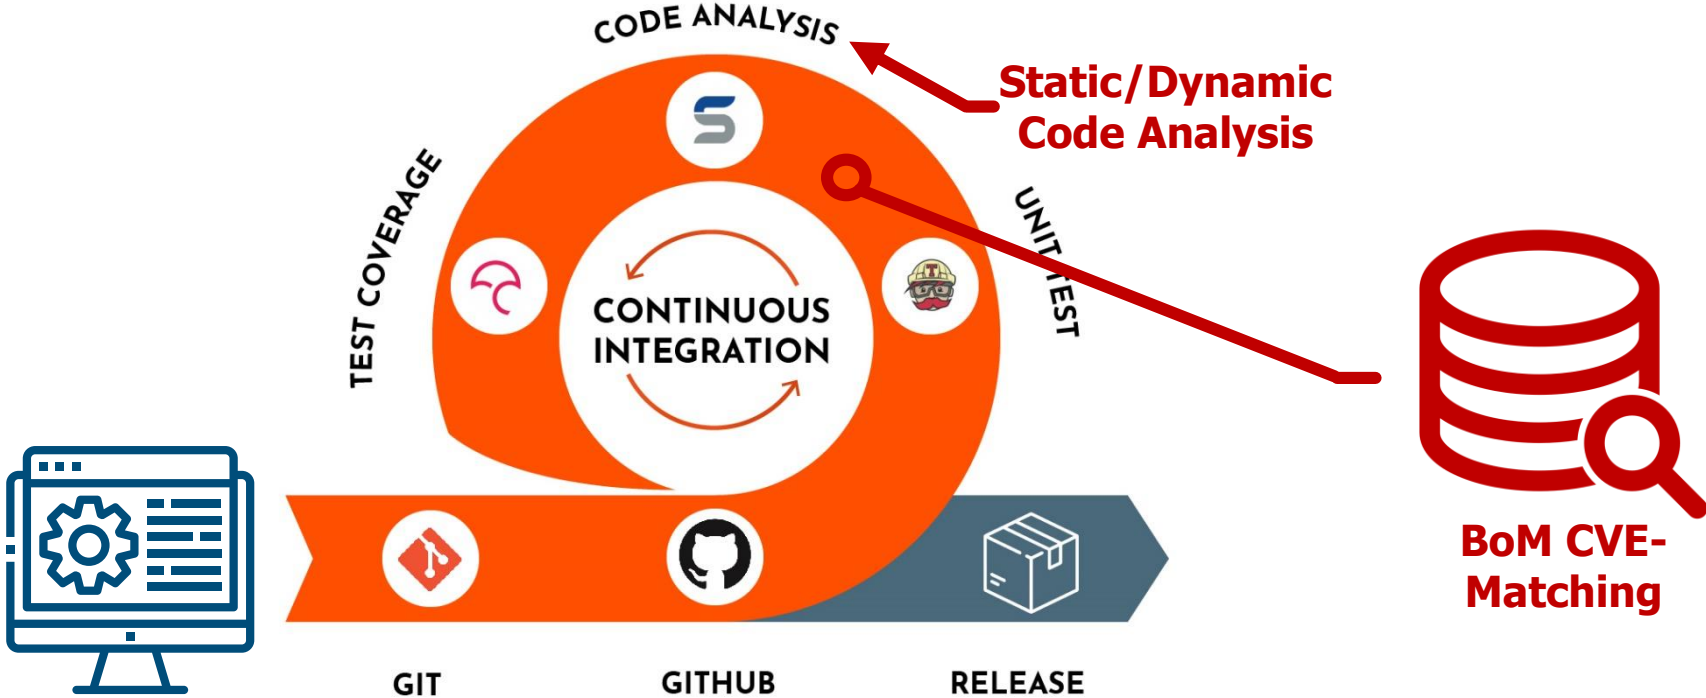 CODE ANALYSIS
Static/Dynamic
Code Analysis
TEST COVERAGE
UNIT TEST
T
CONTINUOUS
INTEGRATION
BoM CVE-
Matching
GIT
GITHUB
RELEASE